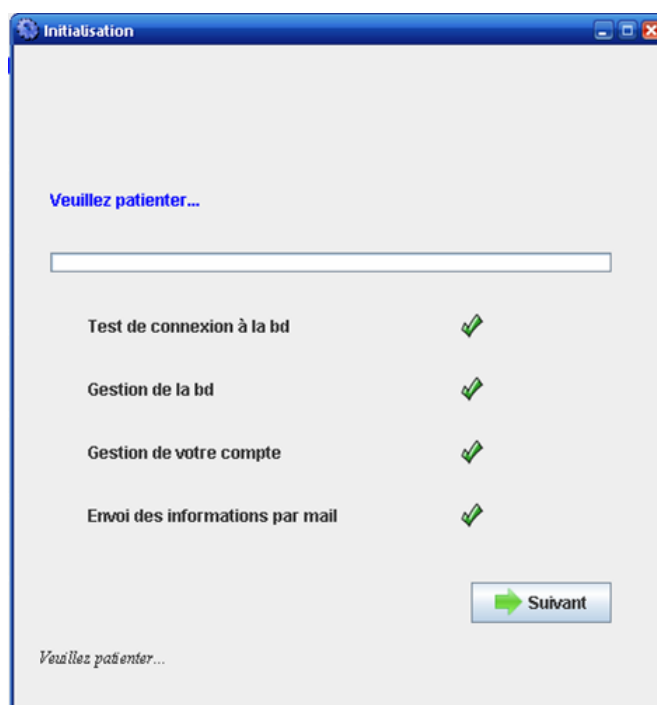 Initialisation
Veuillez patienter...
Test de connexion à la bd
Gestion de la bd
Gestion de votre compte
Envoi des informations par mail
Suivant
Veuillez patienter...